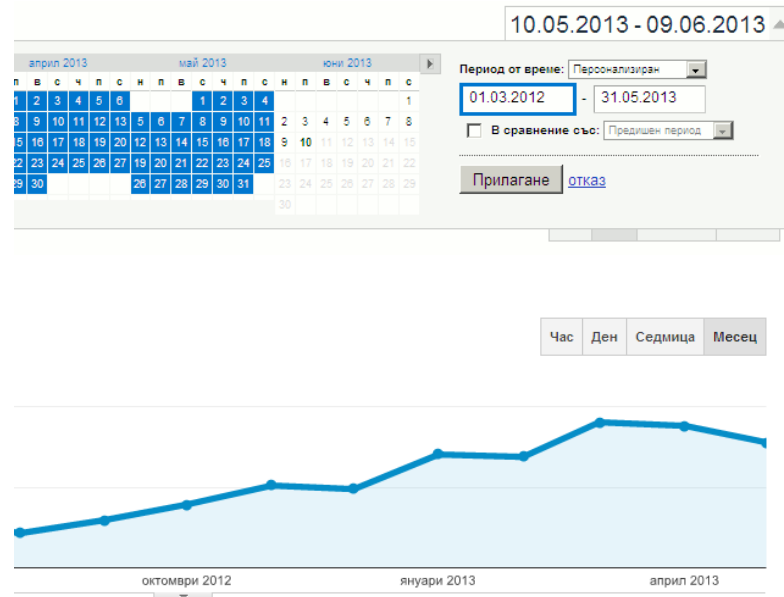 10.05.2013 - 09.06.2013
април 2013 май 2013 юни 2013
п в с ч п с н п в с ч п с н п в с ч п с
1 2 3 4 5 6 1 2 3 4 1
8 9 10 11 12 13 5 6 7 8 9 10 11 2 3 4 5 6 7 8
15 16 17 18 19 20 12 13 14 15 16 17 18 9 10 11 12 13 14 15
22 23 24 25 26 27 19 20 21 22 23 24 25 16 17 18 19 20 21 22
29 30 26 27 28 29 30 31 23 24 25 26 27 28 29
30
Период от време: Персонализиран
01.03.2012 - 31.05.2013
В сравнение със: Предишен период
Прилагане отказ
Час Ден Седмица Месец
октомври 2012 януари 2013 април 2013